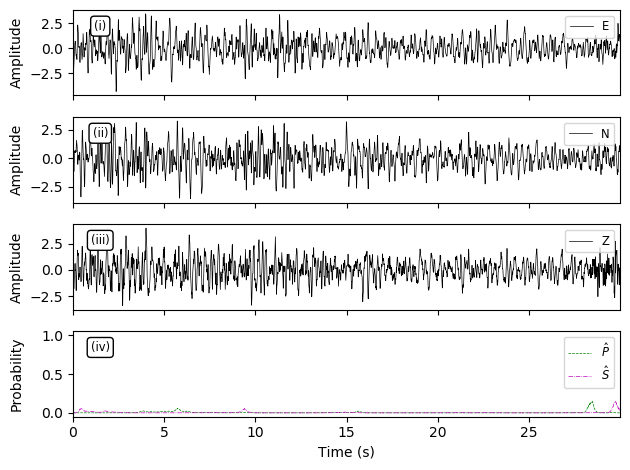 (i)
E
Amplitude
2.5
0.0
−2.5
(ii)
N
Amplitude
2.5
0.0
−2.5
(iii)
Z
Amplitude
2.5
0.0
−2.5
(iv)
P̂
Ŝ
Probability
1.0
0.5
0.0
0 5 10 15 20 25
Time (s)